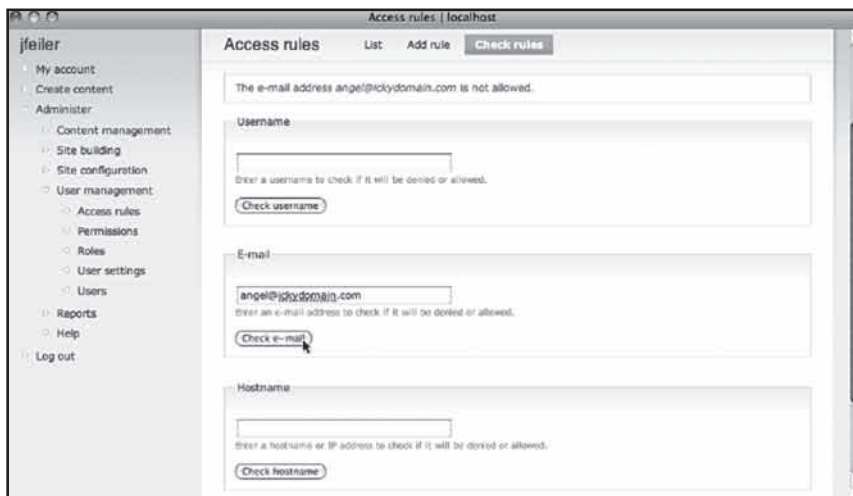 Access rules | localhost
jfeiler
My account
Create content
Administer
Content management
Site building
Site configuration
User management
Access rules
Permissions
Roles
User settings
Users
Reports
Help
Log out
Access rules List Add rule Check rules
The e-mail address angel@ickydomain.com is not allowed.
Username
Enter a username to check if it will be denied or allowed.
Check username
E-mail
angel@ickydomain.com
Enter an e-mail address to check if it will be denied or allowed.
Check e-mail
Hostname
Enter a hostname or IP address to check if it will be denied or allowed.
Check hostname